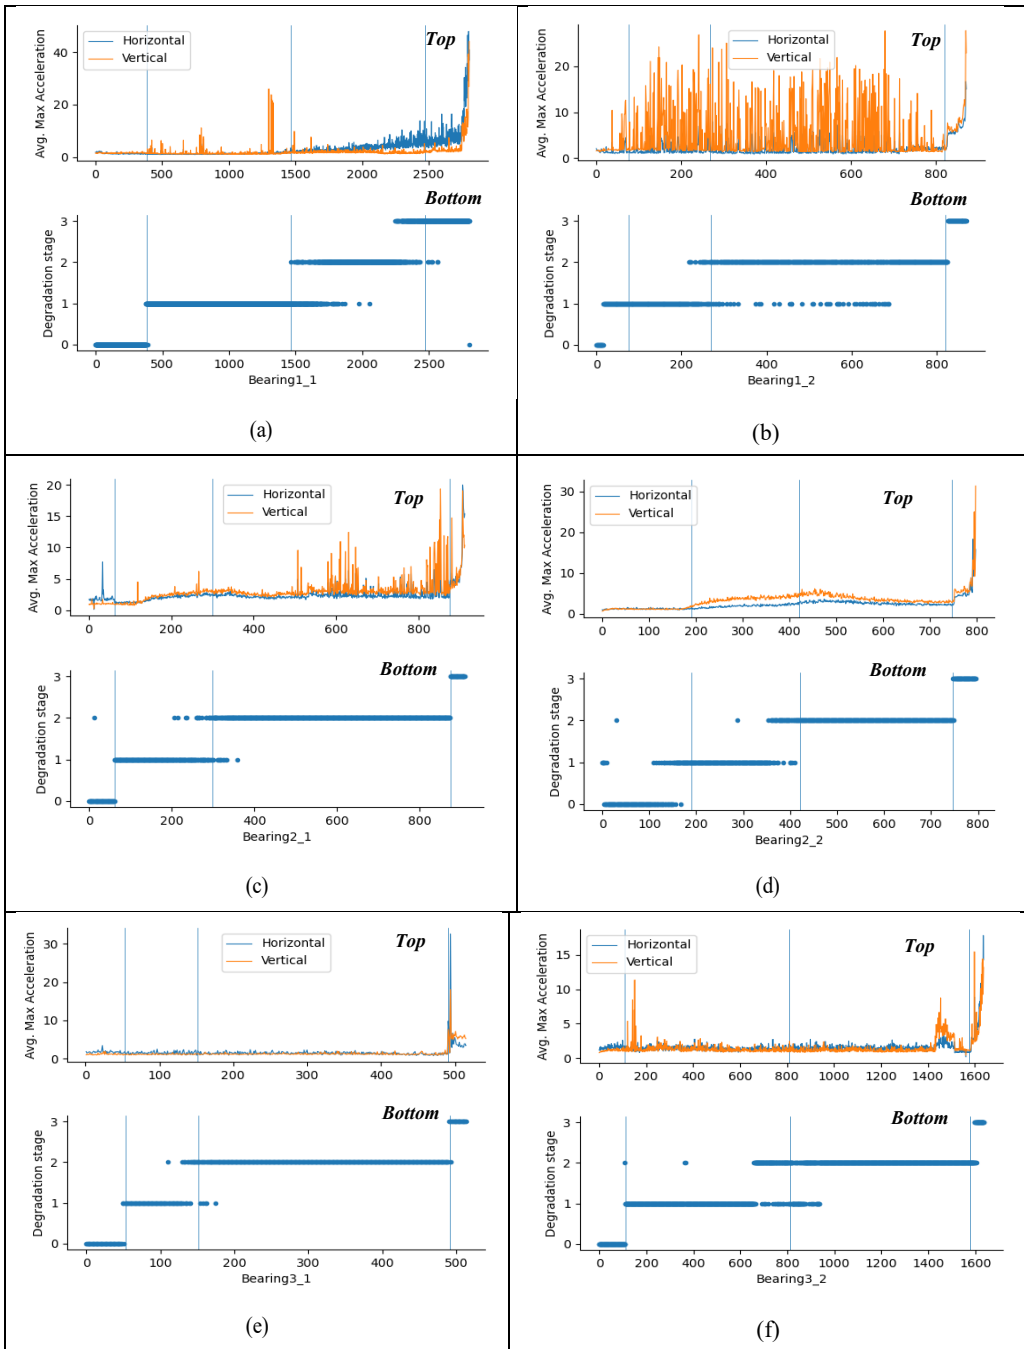 Top
Horizontal
Vertical
Avg. Max Acceleration
40
20
0
0 500 1000 1500 2000 2500
Bottom
Degradation stage
3
2
1
0
0 500 1000 1500 2000 2500
Bearing1_1
(a)
Top
Horizontal
Vertical
Avg. Max Acceleration
20
10
0
0 200 400 600 800
Bottom
Degradation stage
3
2
1
0
0 200 400 600 800
Bearing1_2
(b)
Top
Horizontal
Vertical
Avg. Max Acceleration
20
15
10
5
0
0 200 400 600 800
Bottom
Degradation stage
3
2
1
0
0 200 400 600 800
Bearing2_1
(c)
Top
Horizontal
Vertical
Avg. Max Acceleration
30
20
10
0
0 100 200 300 400 500 600 700 800
Bottom
Degradation stage
3
2
1
0
0 100 200 300 400 500 600 700 800
Bearing2_2
(d)
Top
Horizontal
Vertical
Avg. Max Acceleration
30
20
10
0
0 100 200 300 400 500
Bottom
Degradation stage
3
2
1
0
0 100 200 300 400 500
Bearing3_1
(e)
Top
Horizontal
Vertical
Avg. Max Acceleration
15
10
5
0
0 200 400 600 800 1000 1200 1400 1600
Bottom
Degradation stage
3
2
1
0
0 200 400 600 800 1000 1200 1400 1600
Bearing3_2
(f)